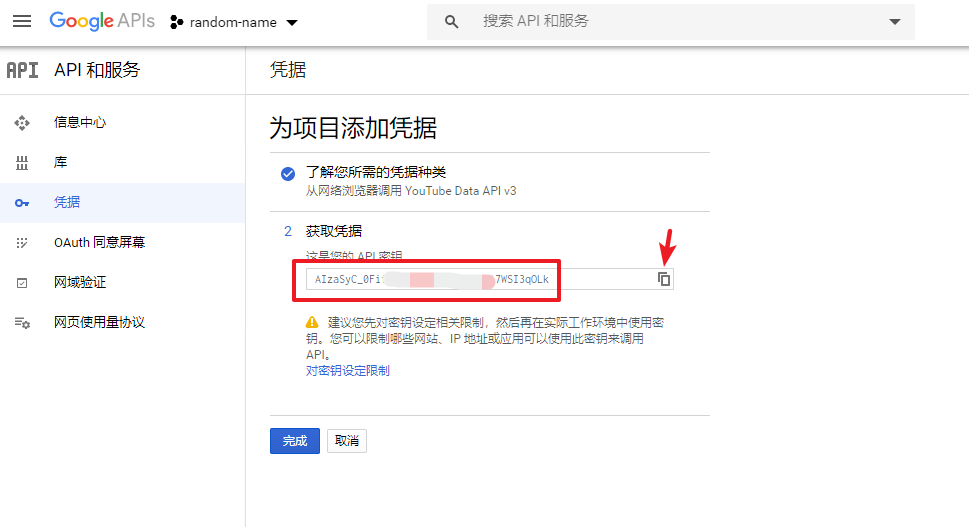 Google APIs
random-name
搜索 API 和服务
API
API 和服务
凭据
信息中心
库
凭据
OAuth 同意屏幕
网域验证
网页使用量协议
为项目添加凭据
了解您所需的凭据种类
从网络浏览器调用 YouTube Data API v3
2 获取凭据
这是您的 API 密钥
AIzaSyC_0Fi 7WSI3qOLk
建议您先对密钥设定相关限制，然后再在实际工作环境中使用密
钥。您可以限制哪些网站、IP 地址或应用可以使用此密钥来调用
API。
对密钥设定限制
完成
取消